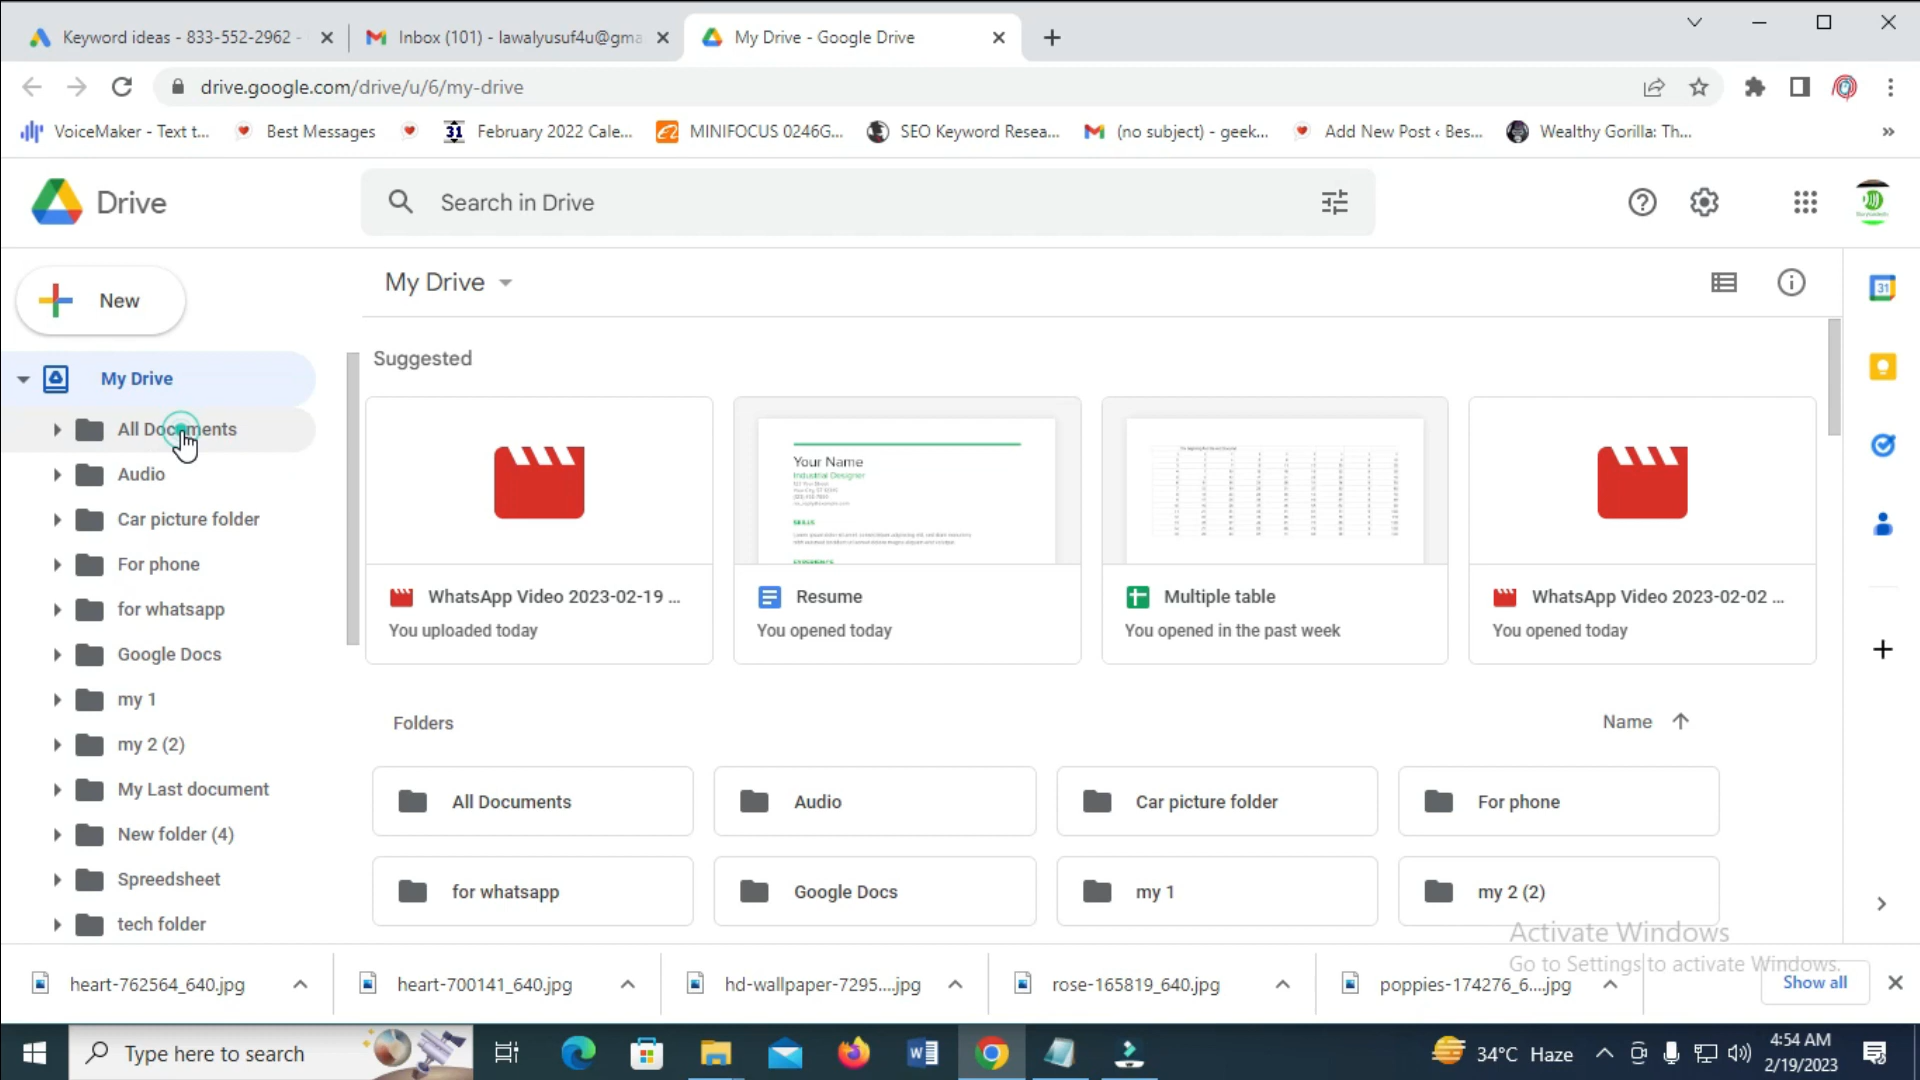 Keyword ideas - 833-552-2962 -
Inbox (101) - lawalyusuf4u@gma
My Drive - Google Drive
drive.google.com/drive/u/6/my-drive
VoiceMaker - Text t...
Best Messages
31
February 2022 Cale...
MINIFOCUS 0246G...
SEO Keyword Resea...
(no subject) - geek...
Add New Post ‹ Bes...
Wealthy Gorilla: Th...
»
Drive
Search in Drive
New
My Drive
31
My Drive
Suggested
All Documents
Audio
Car picture folder
For phone
for whatsapp
Google Docs
my 1
my 2 (2)
My Last document
New folder (4)
Spreedsheet
tech folder
Your Name
Industrial Designer
SKILLS
EXPERIENCE
WhatsApp Video 2023-02-19 ...
You uploaded today
Resume
You opened today
Multiple table
You opened in the past week
WhatsApp Video 2023-02-02 ...
You opened today
Folders
Name
All Documents
Audio
Car picture folder
For phone
for whatsapp
Google Docs
my 1
my 2 (2)
Activate Windows
Go to Settings to activate Windows.
heart-762564_640.jpg
heart-700141_640.jpg
hd-wallpaper-7295....jpg
rose-165819_640.jpg
poppies-174276_6....jpg
Show all
Type here to search
34°C Haze
4:54 AM
2/19/2023